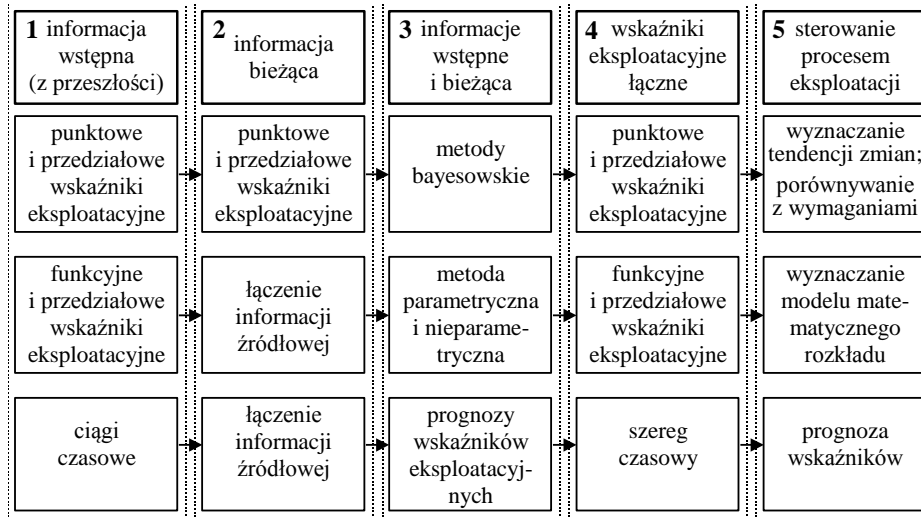 1 informacja
wstępna
(z przeszłości)
2 informacja
bieżąca
3 informacje
wstępne
i bieżąca
4 wskaźniki
eksploatacyjne
łączne
5 sterowanie
procesem
eksploatacji
punktowe
i przedziałowe
wskaźniki
eksploatacyjne
punktowe
i przedziałowe
wskaźniki
eksploatacyjne
metody
bayesowskie
punktowe
i przedziałowe
wskaźniki
eksploatacyjne
wyznaczanie
tendencji zmian;
porównywanie
z wymaganiami
funkcyjne
i przedziałowe
wskaźniki
eksploatacyjne
łączenie
informacji
źródłowej
metoda
parametryczna
i nieparame-
tryczna
funkcyjne
i przedziałowe
wskaźniki
eksploatacyjne
wyznaczanie
modelu mate-
matycznego
rozkładu
ciągi
czasowe
łączenie
informacji
źródłowej
prognozy
wskaźników
eksploatacyj-
nych
szereg
czasowy
prognoza
wskaźników